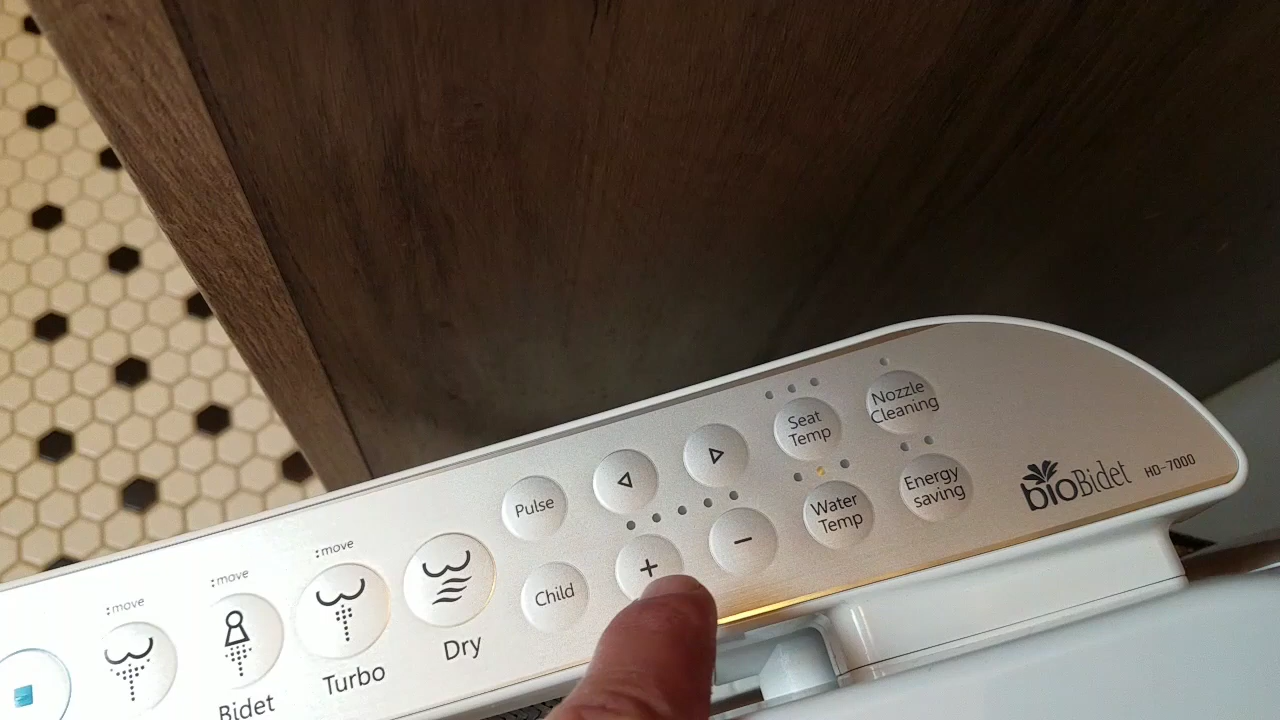 :move
:move
:move
Bidet
Turbo
Dry
Pulse
Child
+
−
Seat
Temp
Water
Temp
Nozzle
Cleaning
Energy
saving
bioBidet HD-7000